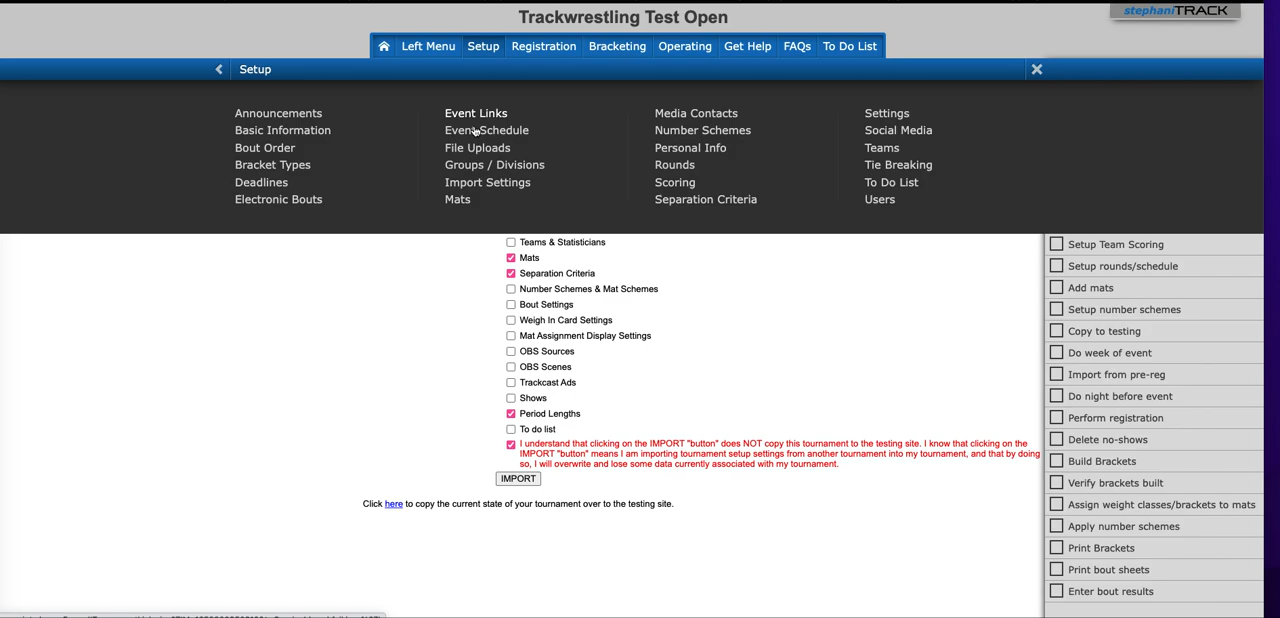 Trackwrestling Test Open
stephaniTRACK
Left Menu Setup Registration Bracketing Operating Get Help FAQs To Do List
Setup
Announcements
Basic Information
Bout Order
Bracket Types
Deadlines
Electronic Bouts
Event Links
Event Schedule
File Uploads
Groups / Divisions
Import Settings
Mats
Media Contacts
Number Schemes
Personal Info
Rounds
Scoring
Separation Criteria
Settings
Social Media
Teams
Tie Breaking
To Do List
Users
Teams & Statisticians
Mats
Separation Criteria
Number Schemes & Mat Schemes
Bout Settings
Weigh In Card Settings
Mat Assignment Display Settings
OBS Sources
OBS Scenes
Trackcast Ads
Shows
Period Lengths
To do list
I understand that clicking on the IMPORT "button" does NOT copy this tournament to the testing site. I know that clicking on the
IMPORT "button" means I am importing tournament setup settings from another tournament into my tournament, and that by doing
so, I will overwrite and lose some data currently associated with my tournament.
IMPORT
Click here to copy the current state of your tournament over to the testing site.
Setup Team Scoring
Setup rounds/schedule
Add mats
Setup number schemes
Copy to testing
Do week of event
Import from pre-reg
Do night before event
Perform registration
Delete no-shows
Build Brackets
Verify brackets built
Assign weight classes/brackets to mats
Apply number schemes
Print Brackets
Print bout sheets
Enter bout results